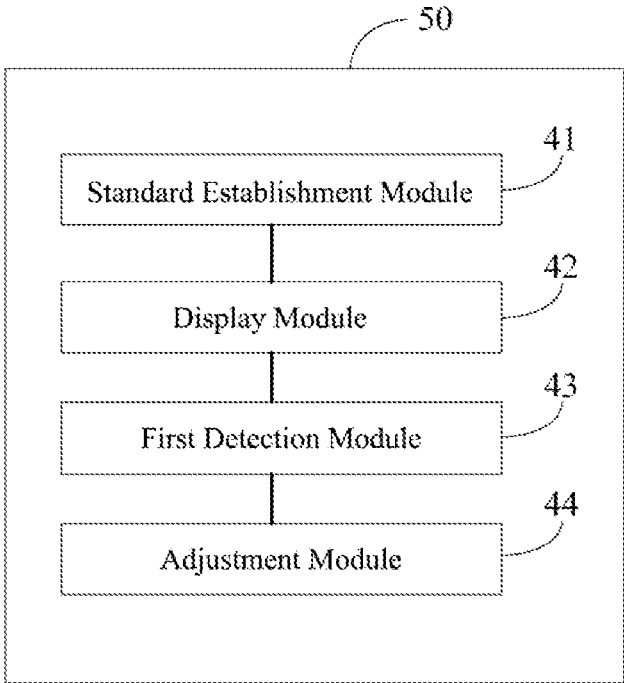 50
41
Standard Establishment Module
42
Display Module
43
First Detection Module
44
Adjustment Module